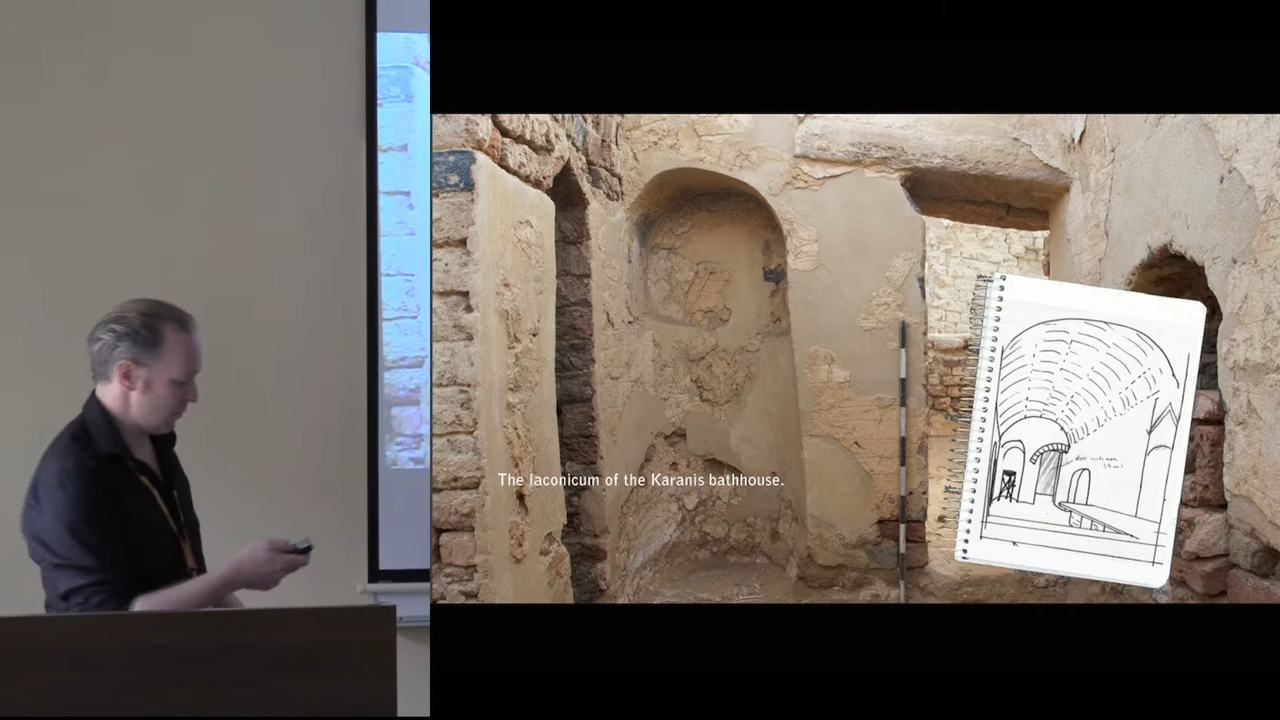 The laconicum of the Karanis bathhouse.